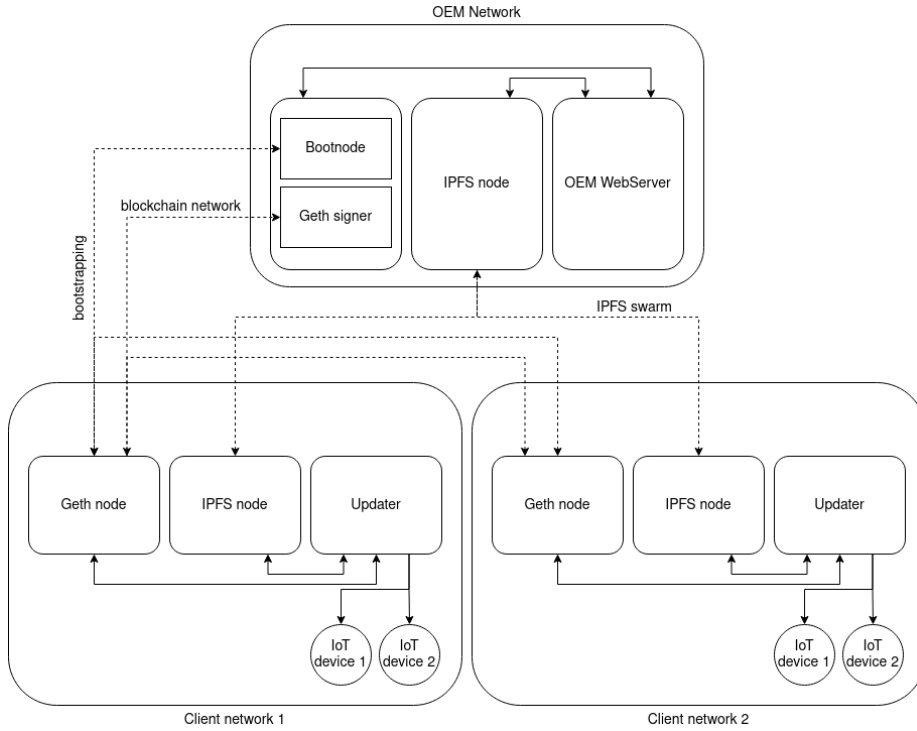 OEM Network
Bootnode
IPFS node
OEM WebServer
Geth signer
blockchain network
bootstrapping
IPFS swarm
Geth node
IPFS node
Updater
IoT
device 1
IoT
device 2
Client network 1
Geth node
IPFS node
Updater
IoT
device 1
IoT
device 2
Client network 2